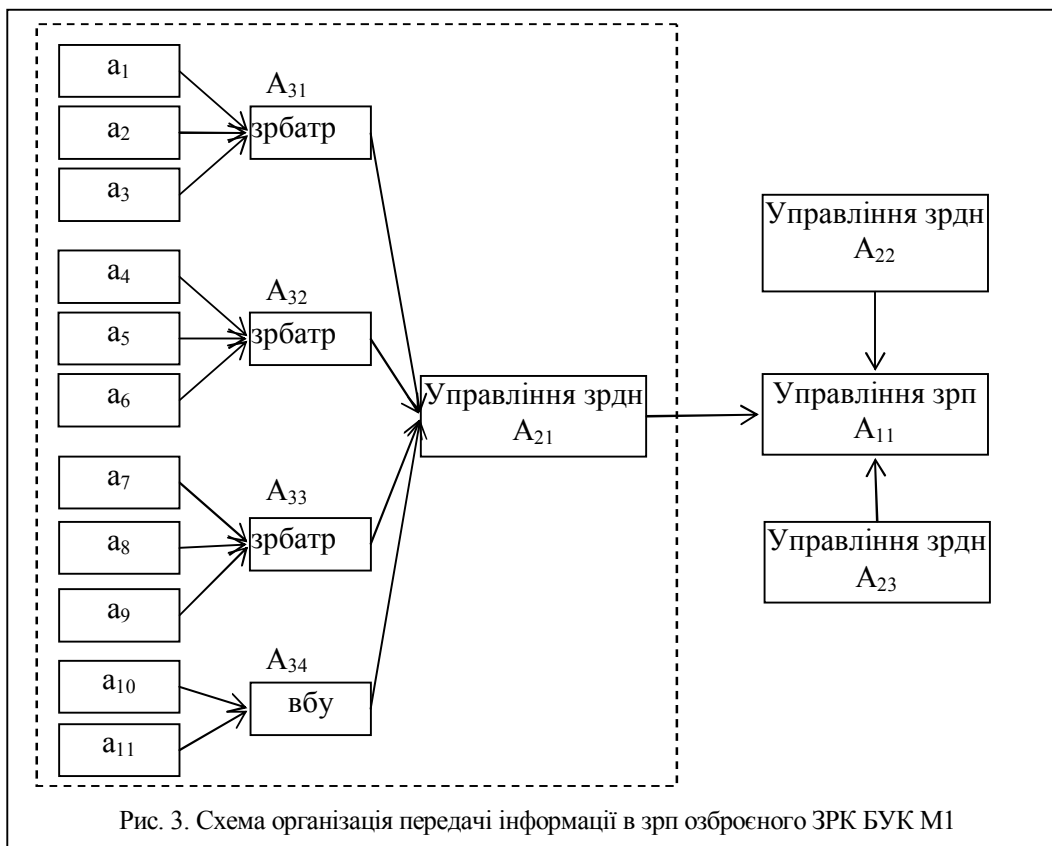 a₁
a₂
a₃
A₃₁
зрбатр
a₄
a₅
a₆
A₃₂
зрбатр
a₇
a₈
a₉
A₃₃
зрбатр
a₁₀
a₁₁
A₃₄
вбу
Управління зрдн
A₂₁
Управління зрдн
A₂₂
Управління зрп
A₁₁
Управління зрдн
A₂₃
Рис. 3. Схема організація передачі інформації в зрп озброєного ЗРК БУК М1